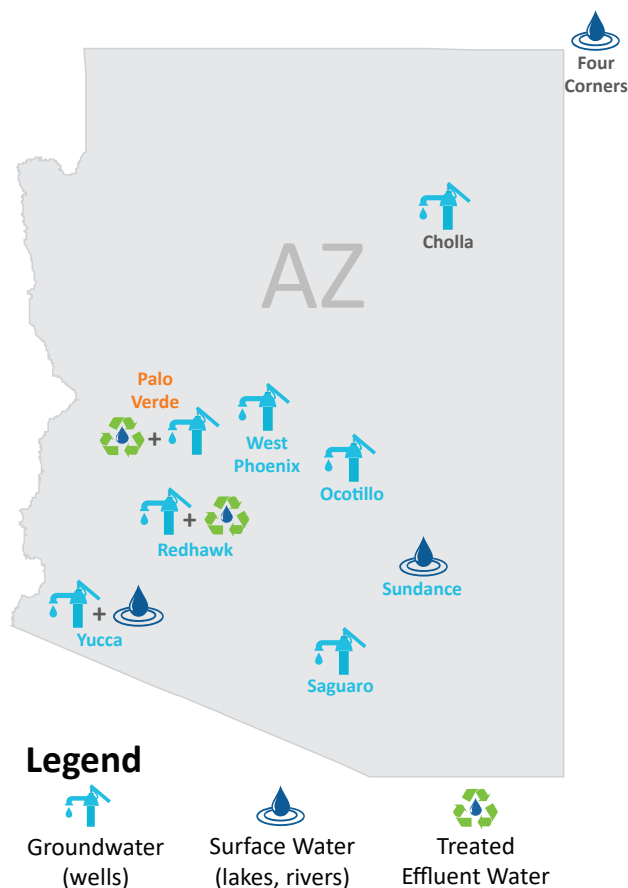 Four
Corners
Cholla
AZ
Palo
Verde
+
West
Phoenix
Ocotillo
+
Redhawk
Sundance
+
Yucca
Saguaro
Legend
Groundwater
(wells)
Surface Water
(lakes, rivers)
Treated
Effluent Water